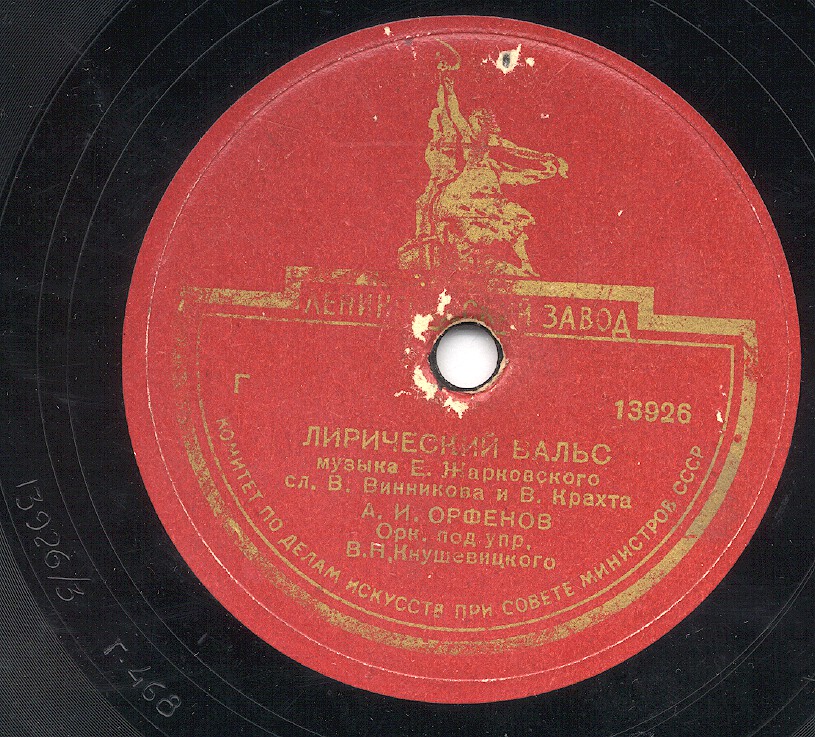 ЗАВОД
Г
13926
ЛИРИЧЕСКИЙ ВАЛЬС
музыка Е. Жарковского
сл. В. Винникова и В. Крахта
А. И. ОРФЕНОВ
Орк. под упр.
В.Н.Кнушевицкого
КОМИТЕТ ПО ДЕЛАМ ИСКУССТВ ПРИ СОВЕТЕ МИНИСТРОВ СССР
13926/3
Г-468